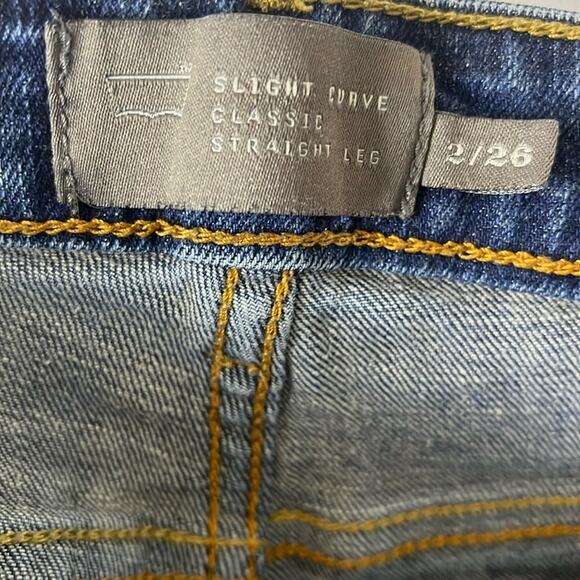 SLIGHT CURVE
CLASSIC
STRAIGHT LEG
2/26